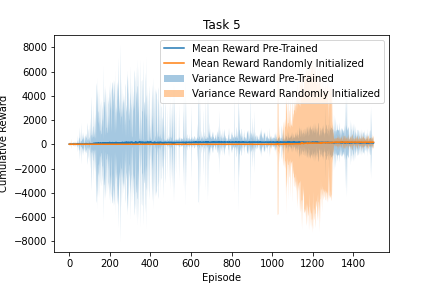 Task 5
Mean Reward Pre-Trained
Mean Reward Randomly Initialized
Variance Reward Pre-Trained
Variance Reward Randomly Initialized
8000
6000
4000
2000
0
−2000
−4000
−6000
−8000
Cumulative Reward
0 200 400 600 800 1000 1200 1400
Episode